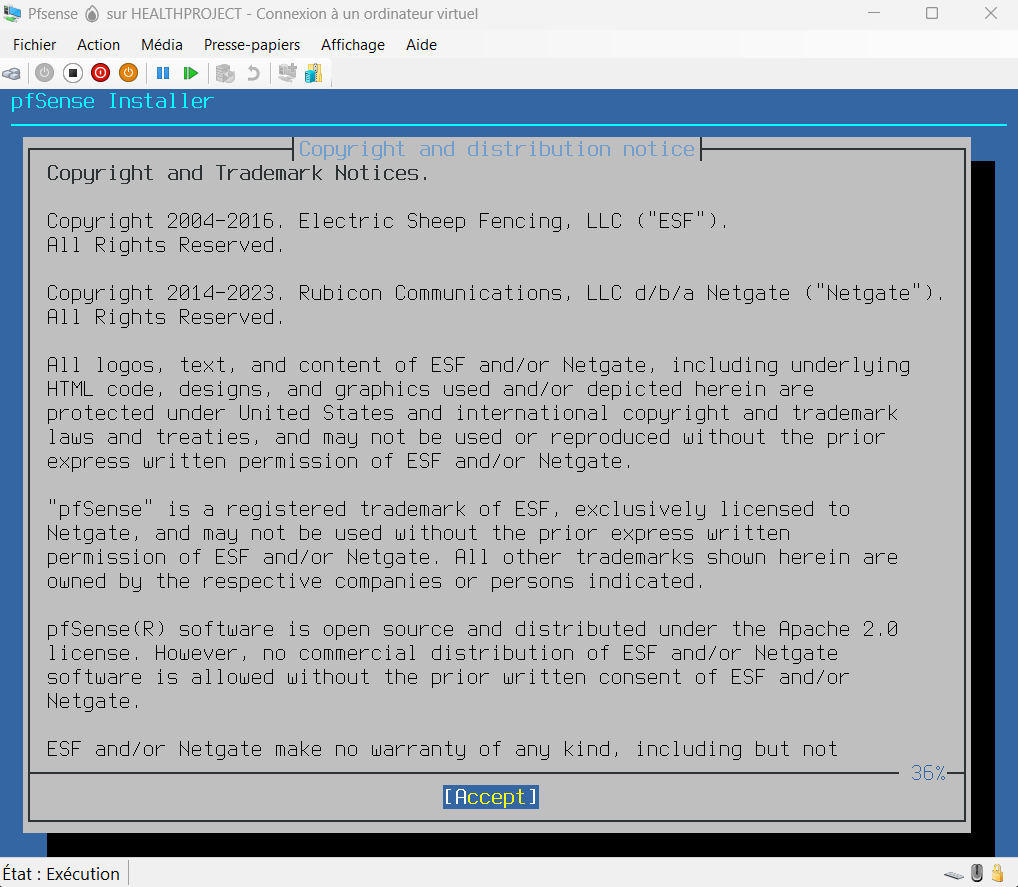 Pfsense sur HEALTHPROJECT - Connexion à un ordinateur virtuel
Fichier Action Média Presse-papiers Affichage Aide
pfSense Installer
Copyright and distribution notice
Copyright and Trademark Notices.
Copyright 2004-2016. Electric Sheep Fencing, LLC ("ESF").
All Rights Reserved.
Copyright 2014-2023. Rubicon Communications, LLC d/b/a Netgate ("Netgate").
All Rights Reserved.
All logos, text, and content of ESF and/or Netgate, including underlying
HTML code, designs, and graphics used and/or depicted herein are
protected under United States and international copyright and trademark
laws and treaties, and may not be used or reproduced without the prior
express written permission of ESF and/or Netgate.
"pfSense" is a registered trademark of ESF, exclusively licensed to
Netgate, and may not be used without the prior express written
permission of ESF and/or Netgate. All other trademarks shown herein are
owned by the respective companies or persons indicated.
pfSense(R) software is open source and distributed under the Apache 2.0
license. However, no commercial distribution of ESF and/or Netgate
software is allowed without the prior written consent of ESF and/or
Netgate.
ESF and/or Netgate make no warranty of any kind, including but not
36%
[Accept]
État : Exécution